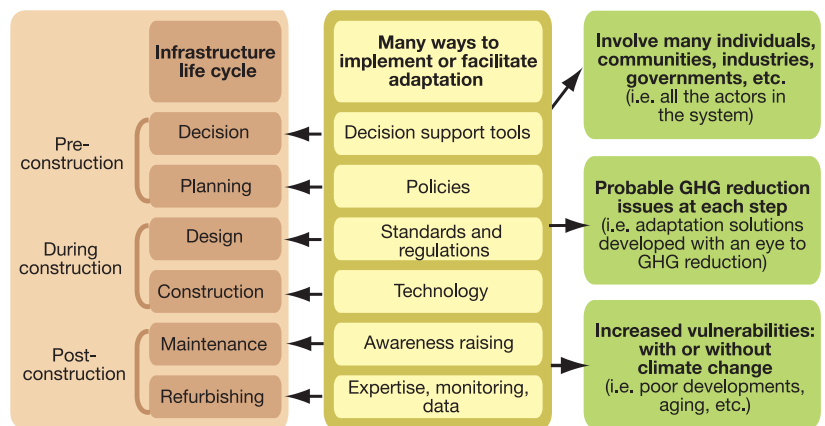 Infrastructure
life cycle
Pre-
construction
Decision
Planning
During
construction
Design
Construction
Post-
construction
Maintenance
Refurbishing
Many ways to
implement or facilitate
adaptation
Decision support tools
Policies
Standards and
regulations
Technology
Awareness raising
Expertise, monitoring,
data
Involve many individuals,
communities, industries,
governments, etc.
(i.e. all the actors in
the system)
Probable GHG reduction
issues at each step
(i.e. adaptation solutions
developed with an eye to
GHG reduction)
Increased vulnerabilities:
with or without
climate change
(i.e. poor developments,
aging, etc.)